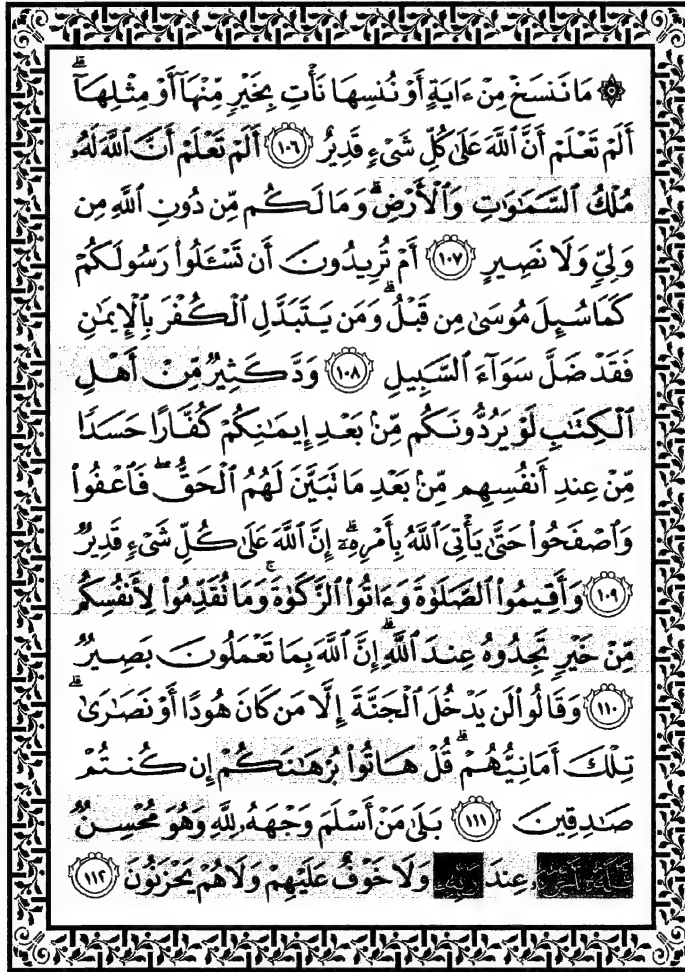 ۞ مَا نَنسَخْ مِنْ ءَايَةٍ أَوْ نُنسِهَا نَأْتِ بِخَيْرٍ مِّنْهَآ أَوْ مِثْلِهَآ ۗ
أَلَمْ تَعْلَمْ أَنَّ ٱللَّهَ عَلَىٰ كُلِّ شَىْءٍ قَدِيرٌ ﴿١٠٦﴾ أَلَمْ تَعْلَمْ أَنَّ ٱللَّهَ لَهُۥ
مُلْكُ ٱلسَّمَٰوَٰتِ وَٱلْأَرْضِ ۗ وَمَا لَكُم مِّن دُونِ ٱللَّهِ مِن
وَلِىٍّ وَلَا نَصِيرٍ ﴿١٠٧﴾ أَمْ تُرِيدُونَ أَن تَسْـَٔلُوا۟ رَسُولَكُمْ
كَمَا سُئِلَ مُوسَىٰ مِن قَبْلُ ۗ وَمَن يَتَبَدَّلِ ٱلْكُفْرَ بِٱلْإِيمَٰنِ
فَقَدْ ضَلَّ سَوَآءَ ٱلسَّبِيلِ ﴿١٠٨﴾ وَدَّ كَثِيرٌ مِّنْ أَهْلِ
ٱلْكِتَٰبِ لَوْ يَرُدُّونَكُم مِّنۢ بَعْدِ إِيمَٰنِكُمْ كُفَّارًا حَسَدًا
مِّنْ عِندِ أَنفُسِهِم مِّنۢ بَعْدِ مَا تَبَيَّنَ لَهُمُ ٱلْحَقُّ ۖ فَٱعْفُوا۟
وَٱصْفَحُوا۟ حَتَّىٰ يَأْتِىَ ٱللَّهُ بِأَمْرِهِۦٓ ۗ إِنَّ ٱللَّهَ عَلَىٰ كُلِّ شَىْءٍ قَدِيرٌ
﴿١٠٩﴾ وَأَقِيمُوا۟ ٱلصَّلَوٰةَ وَءَاتُوا۟ ٱلزَّكَوٰةَ ۚ وَمَا تُقَدِّمُوا۟ لِأَنفُسِكُم
مِّنْ خَيْرٍ تَجِدُوهُ عِندَ ٱللَّهِ ۗ إِنَّ ٱللَّهَ بِمَا تَعْمَلُونَ بَصِيرٌ
﴿١١٠﴾ وَقَالُوا۟ لَن يَدْخُلَ ٱلْجَنَّةَ إِلَّا مَن كَانَ هُودًا أَوْ نَصَٰرَىٰ ۗ
تِلْكَ أَمَانِيُّهُمْ ۗ قُلْ هَاتُوا۟ بُرْهَٰنَكُمْ إِن كُنتُمْ
صَٰدِقِينَ ﴿١١١﴾ بَلَىٰ مَنْ أَسْلَمَ وَجْهَهُۥ لِلَّهِ وَهُوَ مُحْسِنٌ
عِندَ وَلَا خَوْفٌ عَلَيْهِمْ وَلَا هُمْ يَحْزَنُونَ ﴿١١٢﴾